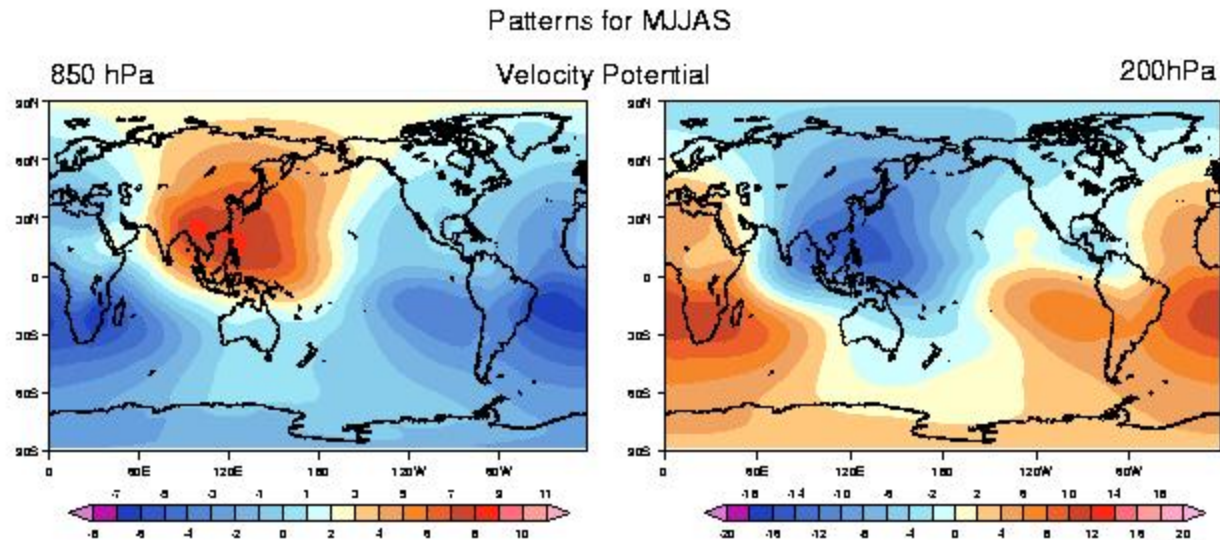 Patterns for MJJAS
850 hPa Velocity Potential 200hPa
90N 90N
60N 60N
30N 30N
0 0
30S 30S
60S 60S
90S 90S
0 60E 120E 180 120W 60W 0 60E 120E 180 120W 60W
-7 -5 -3 -1 1 3 5 7 9 11 -18 -14 -10 -6 -2 2 6 10 14 18
-8 -6 -4 -2 0 2 4 6 8 10 -20 -16 -12 -8 -4 0 4 8 12 16 20